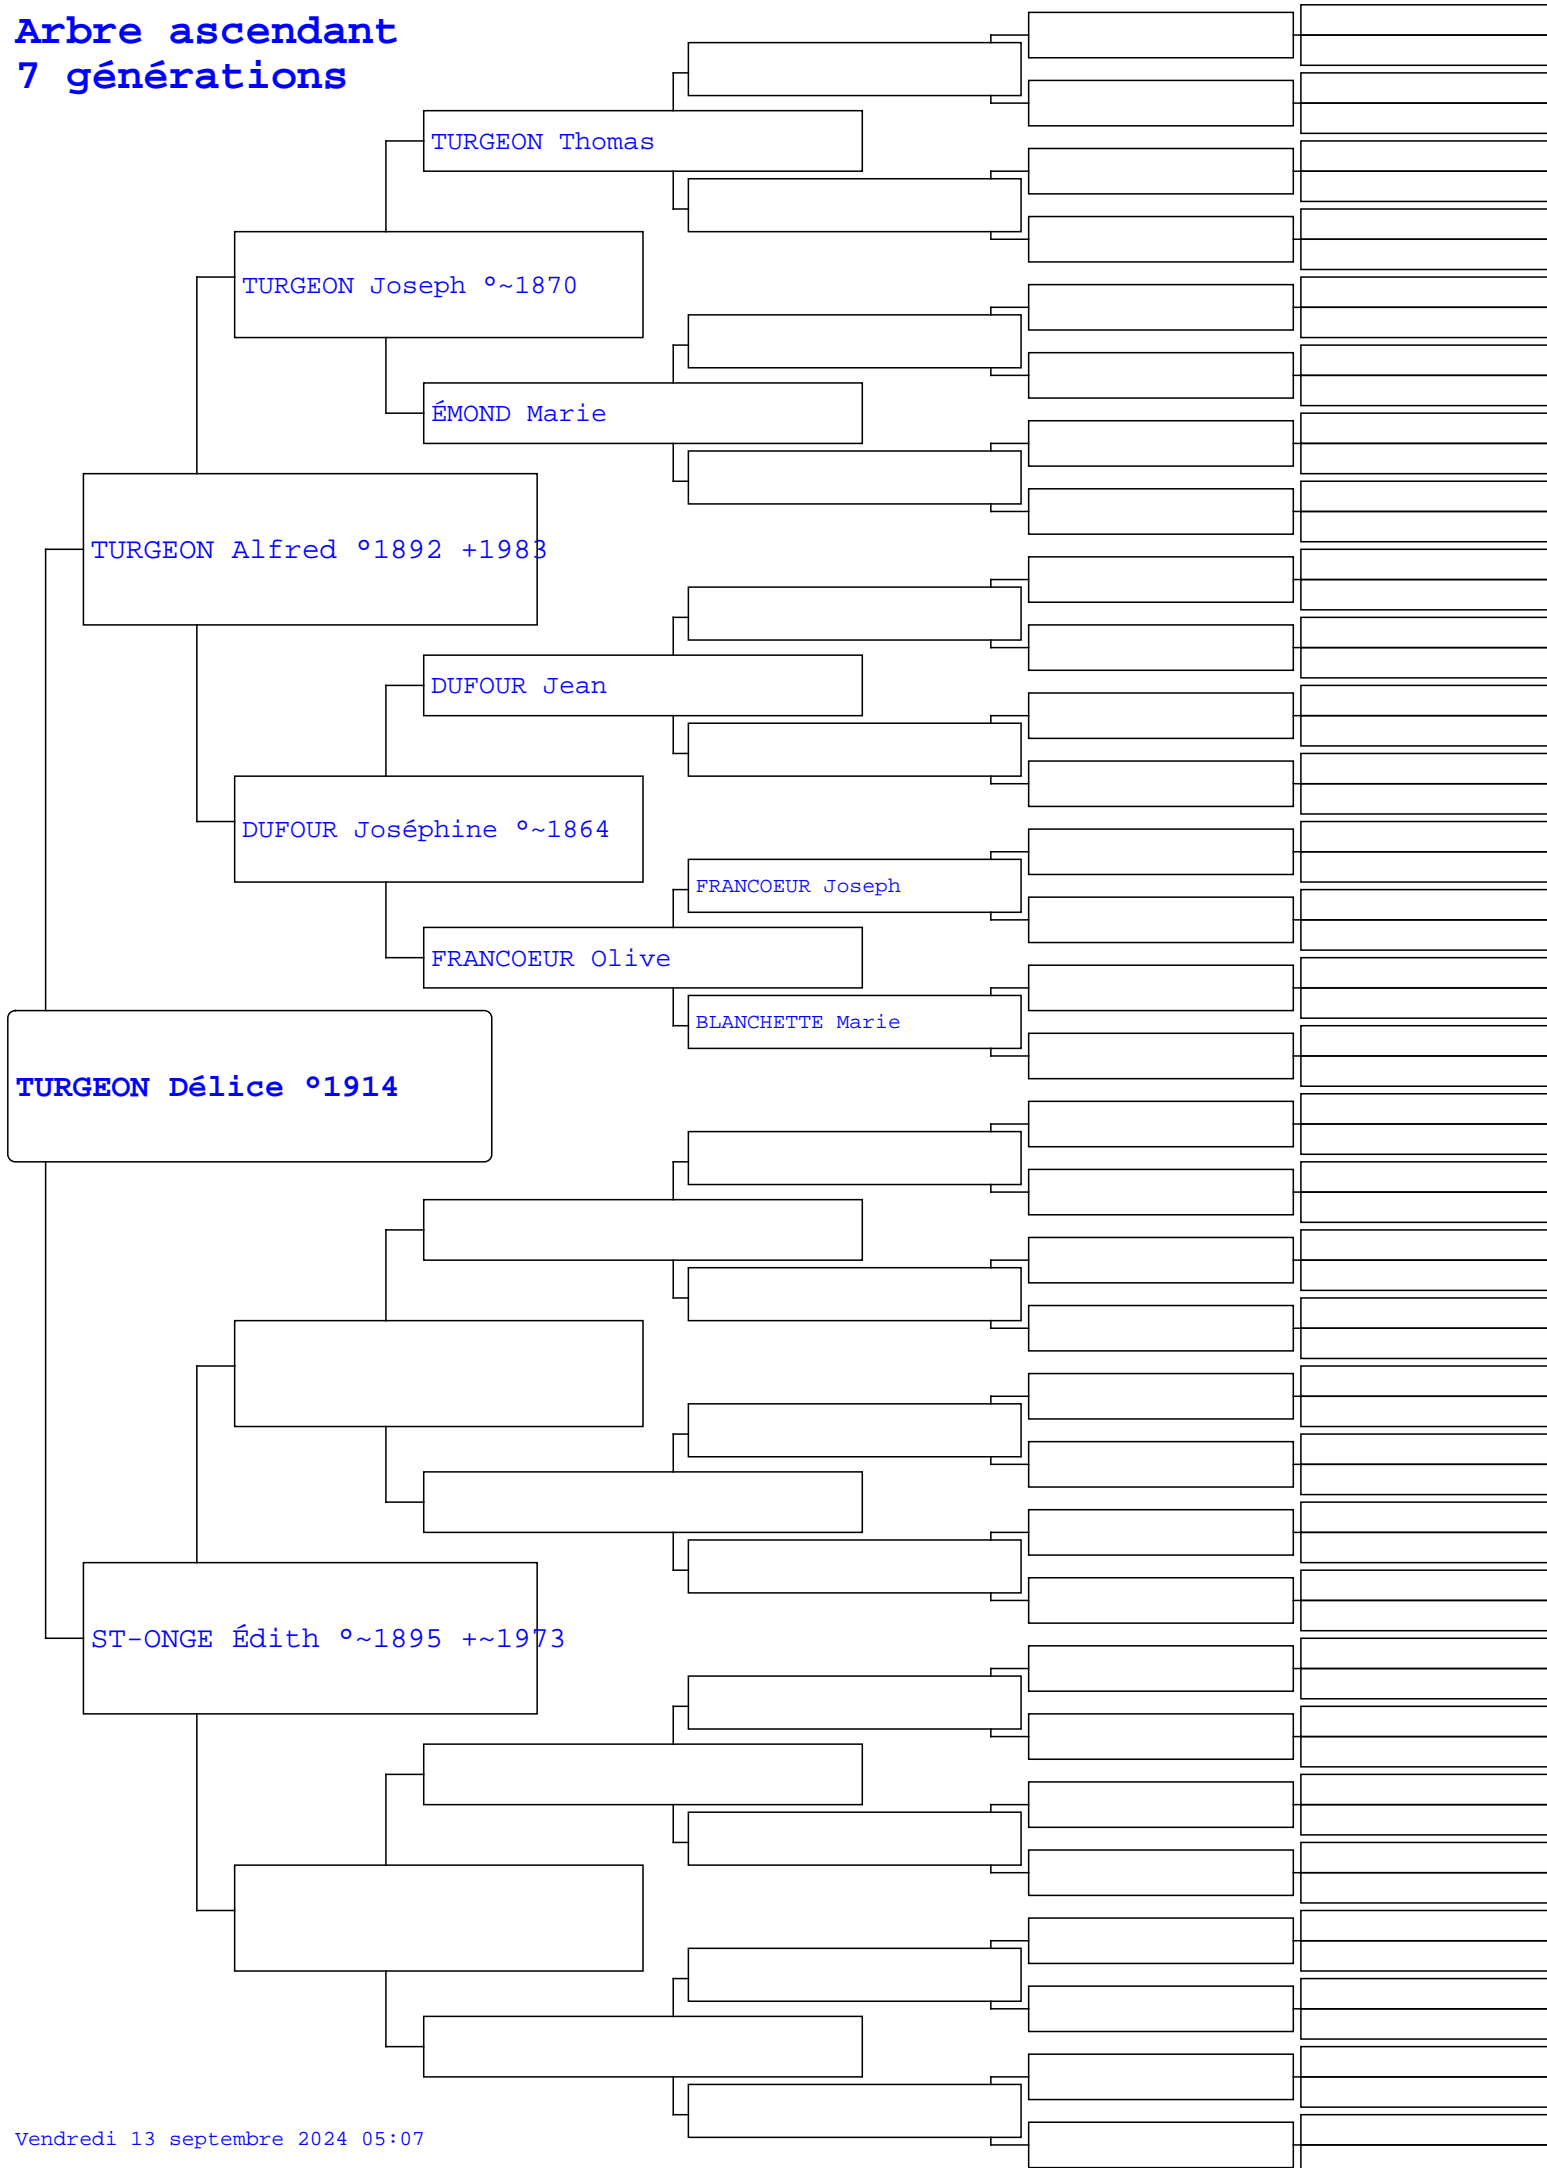 Arbre ascendant
7 générations
TURGEON Thomas
TURGEON Joseph °~1870
ÉMOND Marie
TURGEON Alfred °1892 +1983
DUFOUR Jean
DUFOUR Joséphine °~1864
FRANCOEUR Joseph
FRANCOEUR Olive
BLANCHETTE Marie
TURGEON Délice °1914
ST-ONGE Édith °~1895 +~1973
Vendredi 13 septembre 2024 05:07